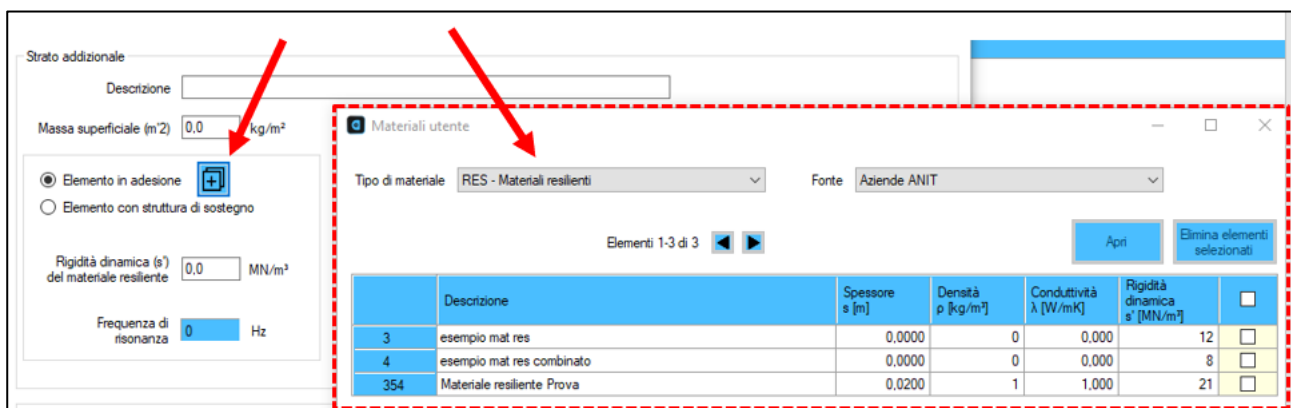 Strato addizionale
Descrizione
Massa superficiale (m'2) 0,0 kg/m²
Elemento in adesione
Elemento con struttura di sostegno
Rigidità dinamica (s')
del materiale resiliente 0,0 MN/m³
Frequenza di
risonanza 0 Hz
Materiali utente
Tipo di materiale RES - Materiali resilienti Fonte Aziende ANIT
Elementi 1-3 di 3
Apri
Elimina elementi
selezionati
Descrizione Spessore s [m] Densità ρ [kg/m³] Conduttività λ [W/mK] Rigidità dinamica s' [MN/m³]
3 esempio mat res 0,0000 0 0,000 12
4 esempio mat res combinato 0,0000 0 0,000 8
354 Materiale resiliente Prova 0,0200 1 1,000 21